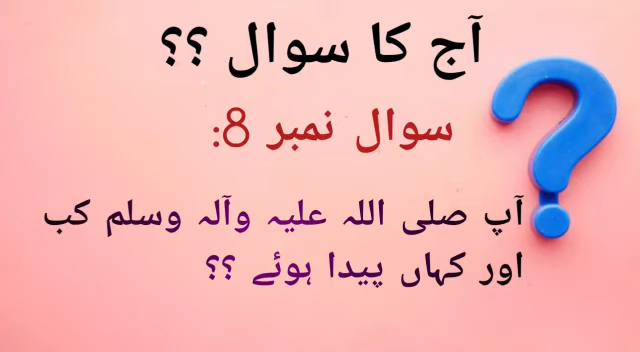 آج کا سوال ؟؟
سوال نمبر 8:
آپ صلی اللہ علیہ وآلہ وسلم کب
اور کہاں پیدا ہوئے ؟؟